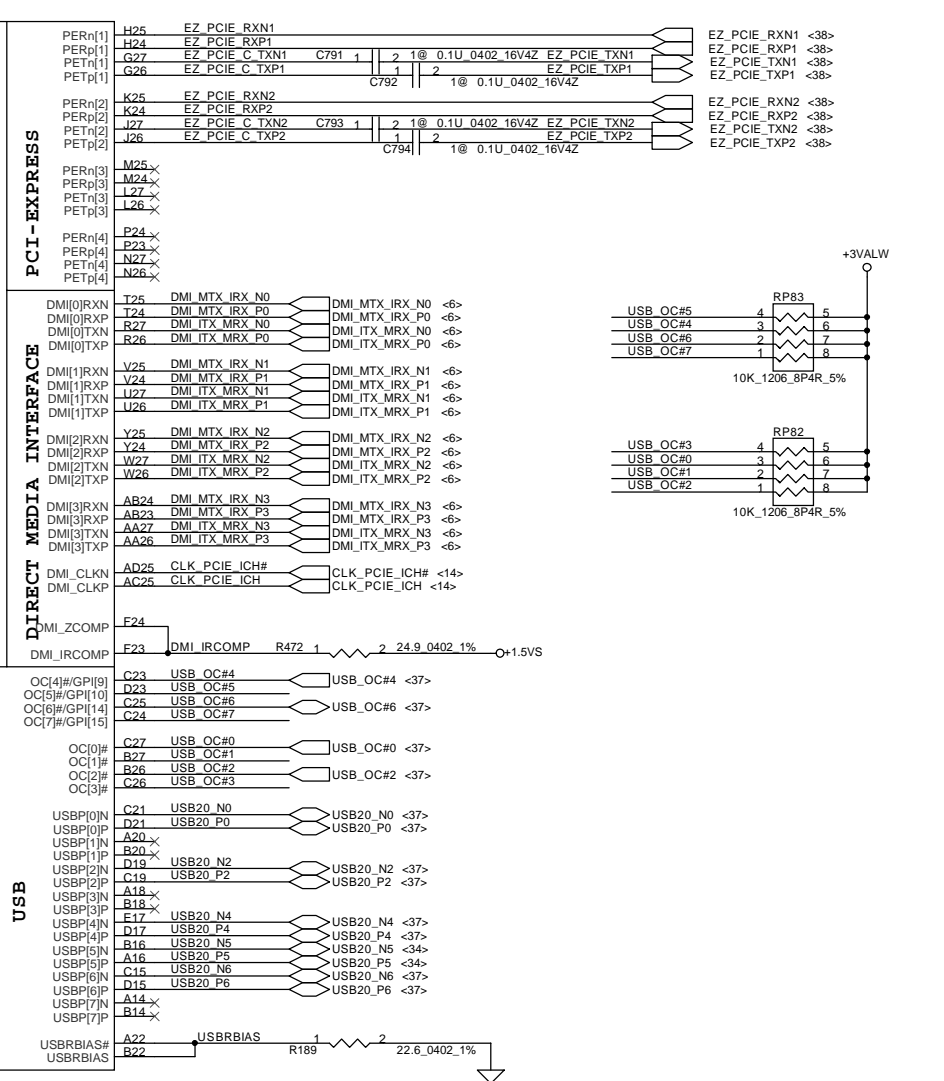 PCI-EXPRESS
PERn[1] H25 EZ_PCIE_RXN1 EZ_PCIE_RXN1 <38>
PERp[1] H24 EZ_PCIE_RXP1 EZ_PCIE_RXP1 <38>
PETn[1] G27 EZ_PCIE_C_TXN1 C791 1 2 1@ 0.1U_0402_16V4Z EZ_PCIE_TXN1 EZ_PCIE_TXN1 <38>
PETp[1] G26 EZ_PCIE_C_TXP1 1 2 EZ_PCIE_TXP1 EZ_PCIE_TXP1 <38>
C792 1@ 0.1U_0402_16V4Z
PERn[2] K25 EZ_PCIE_RXN2 EZ_PCIE_RXN2 <38>
PERp[2] K24 EZ_PCIE_RXP2 EZ_PCIE_RXP2 <38>
PETn[2] J27 EZ_PCIE_C_TXN2 C793 1 2 1@ 0.1U_0402_16V4Z EZ_PCIE_TXN2 EZ_PCIE_TXN2 <38>
PETp[2] J26 EZ_PCIE_C_TXP2 1 2 EZ_PCIE_TXP2 EZ_PCIE_TXP2 <38>
C794 1@ 0.1U_0402_16V4Z
PERn[3] M25
PERp[3] M24
PETn[3] L27
PETp[3] L26
PERn[4] P24
PERp[4] P23
PETn[4] N27
PETp[4] N26
DIRECT MEDIA INTERFACE
DMI[0]RXN T25 DMI_MTX_IRX_N0 DMI_MTX_IRX_N0 <6>
DMI[0]RXP T24 DMI_MTX_IRX_P0 DMI_MTX_IRX_P0 <6>
DMI[0]TXN R27 DMI_ITX_MRX_N0 DMI_ITX_MRX_N0 <6>
DMI[0]TXP R26 DMI_ITX_MRX_P0 DMI_ITX_MRX_P0 <6>
DMI[1]RXN V25 DMI_MTX_IRX_N1 DMI_MTX_IRX_N1 <6>
DMI[1]RXP V24 DMI_MTX_IRX_P1 DMI_MTX_IRX_P1 <6>
DMI[1]TXN U27 DMI_ITX_MRX_N1 DMI_ITX_MRX_N1 <6>
DMI[1]TXP U26 DMI_ITX_MRX_P1 DMI_ITX_MRX_P1 <6>
DMI[2]RXN Y25 DMI_MTX_IRX_N2 DMI_MTX_IRX_N2 <6>
DMI[2]RXP Y24 DMI_MTX_IRX_P2 DMI_MTX_IRX_P2 <6>
DMI[2]TXN W27 DMI_ITX_MRX_N2 DMI_ITX_MRX_N2 <6>
DMI[2]TXP W26 DMI_ITX_MRX_P2 DMI_ITX_MRX_P2 <6>
DMI[3]RXN AB24 DMI_MTX_IRX_N3 DMI_MTX_IRX_N3 <6>
DMI[3]RXP AB23 DMI_MTX_IRX_P3 DMI_MTX_IRX_P3 <6>
DMI[3]TXN AA27 DMI_ITX_MRX_N3 DMI_ITX_MRX_N3 <6>
DMI[3]TXP AA26 DMI_ITX_MRX_P3 DMI_ITX_MRX_P3 <6>
DMI_CLKN AD25 CLK_PCIE_ICH# CLK_PCIE_ICH# <14>
DMI_CLKP AC25 CLK_PCIE_ICH CLK_PCIE_ICH <14>
DMI_ZCOMP F24
DMI_IRCOMP F23 DMI_IRCOMP R472 1 2 24.9_0402_1% +1.5VS
+3VALW
RP83
USB_OC#5 4 5
USB_OC#4 3 6
USB_OC#6 2 7
USB_OC#7 1 8
10K_1206_8P4R_5%
RP82
USB_OC#3 4 5
USB_OC#0 3 6
USB_OC#1 2 7
USB_OC#2 1 8
10K_1206_8P4R_5%
USB
OC[4]#/GPI[9] C23 USB_OC#4 USB_OC#4 <37>
OC[5]#/GPI[10] D23 USB_OC#5
OC[6]#/GPI[14] C25 USB_OC#6 USB_OC#6 <37>
OC[7]#/GPI[15] C24 USB_OC#7
OC[0]# C27 USB_OC#0 USB_OC#0 <37>
OC[1]# B27 USB_OC#1
OC[2]# B26 USB_OC#2 USB_OC#2 <37>
OC[3]# C26 USB_OC#3
USBP[0]N C21 USB20_N0 USB20_N0 <37>
USBP[0]P D21 USB20_P0 USB20_P0 <37>
USBP[1]N A20
USBP[1]P B20
USBP[2]N D19 USB20_N2 USB20_N2 <37>
USBP[2]P C19 USB20_P2 USB20_P2 <37>
USBP[3]N A18
USBP[3]P B18
USBP[4]N E17 USB20_N4 USB20_N4 <37>
USBP[4]P D17 USB20_P4 USB20_P4 <37>
USBP[5]N B16 USB20_N5 USB20_N5 <34>
USBP[5]P A16 USB20_P5 USB20_P5 <34>
USBP[6]N C15 USB20_N6 USB20_N6 <37>
USBP[6]P D15 USB20_P6 USB20_P6 <37>
USBP[7]N A14
USBP[7]P B14
USBRBIAS# A22 USBRBIAS 1 2
USBRBIAS B22 R189 22.6_0402_1%